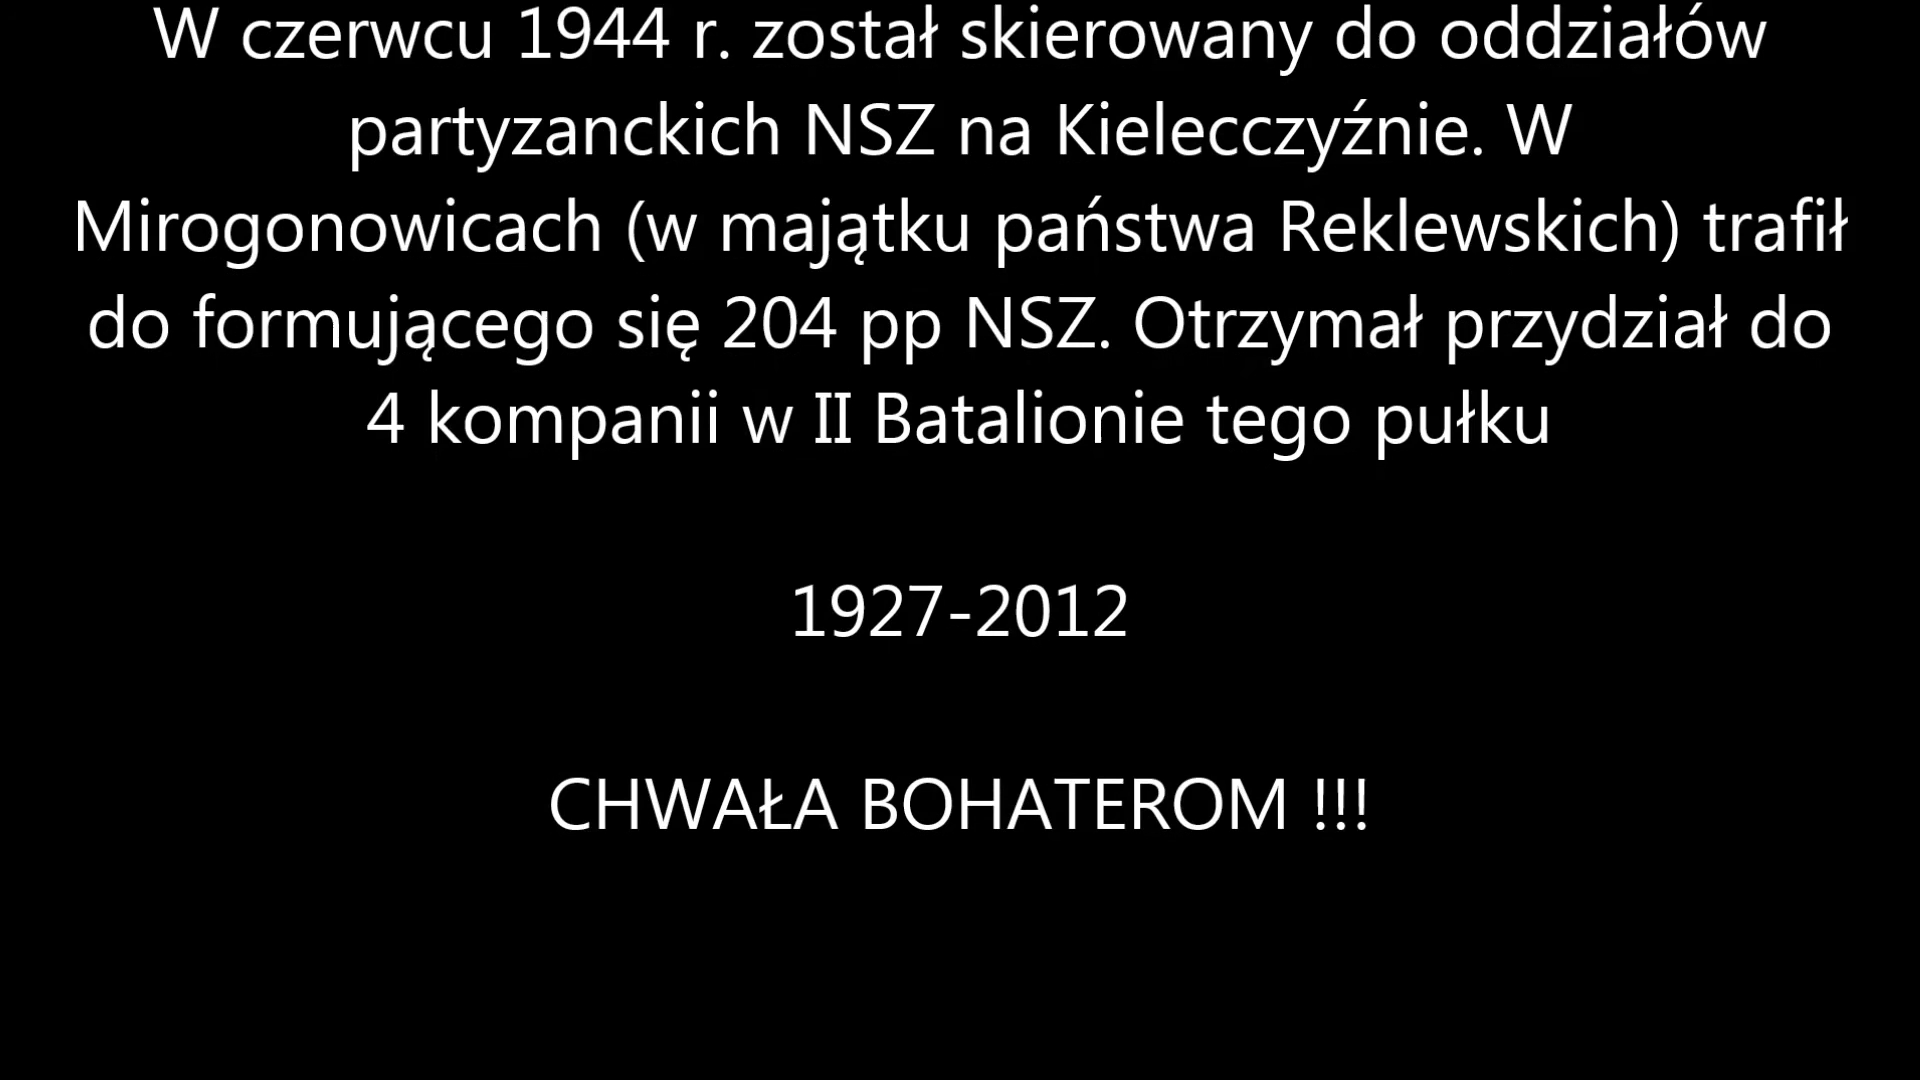 W czerwcu 1944 r. został skierowany do oddziałów
partyzanckich NSZ na Kielecczyźnie. W
Mirogonowicach (w majątku państwa Reklewskich) trafił
do formującego się 204 pp NSZ. Otrzymał przydział do
4 kompanii w II Batalionie tego pułku
1927-2012
CHWAŁA BOHATEROM !!!